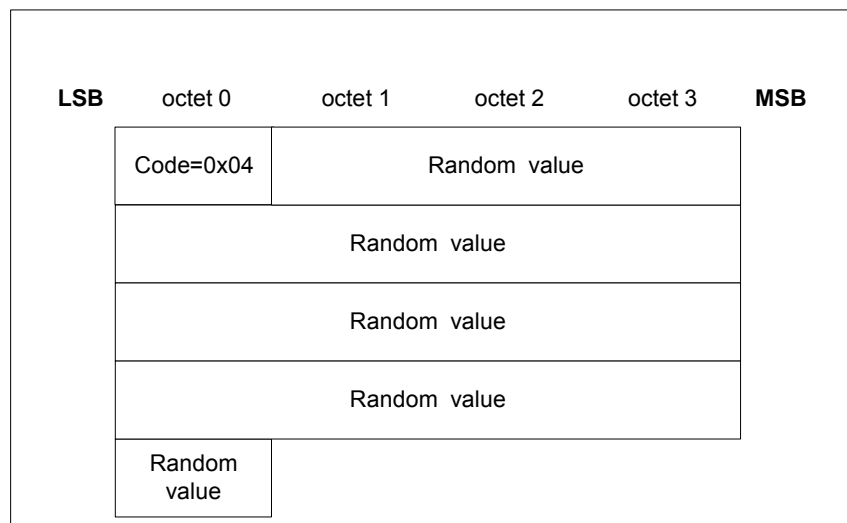 LSB octet 0 octet 1 octet 2 octet 3 MSB
Code=0x04 Random value
Random value
Random value
Random value
Random
value